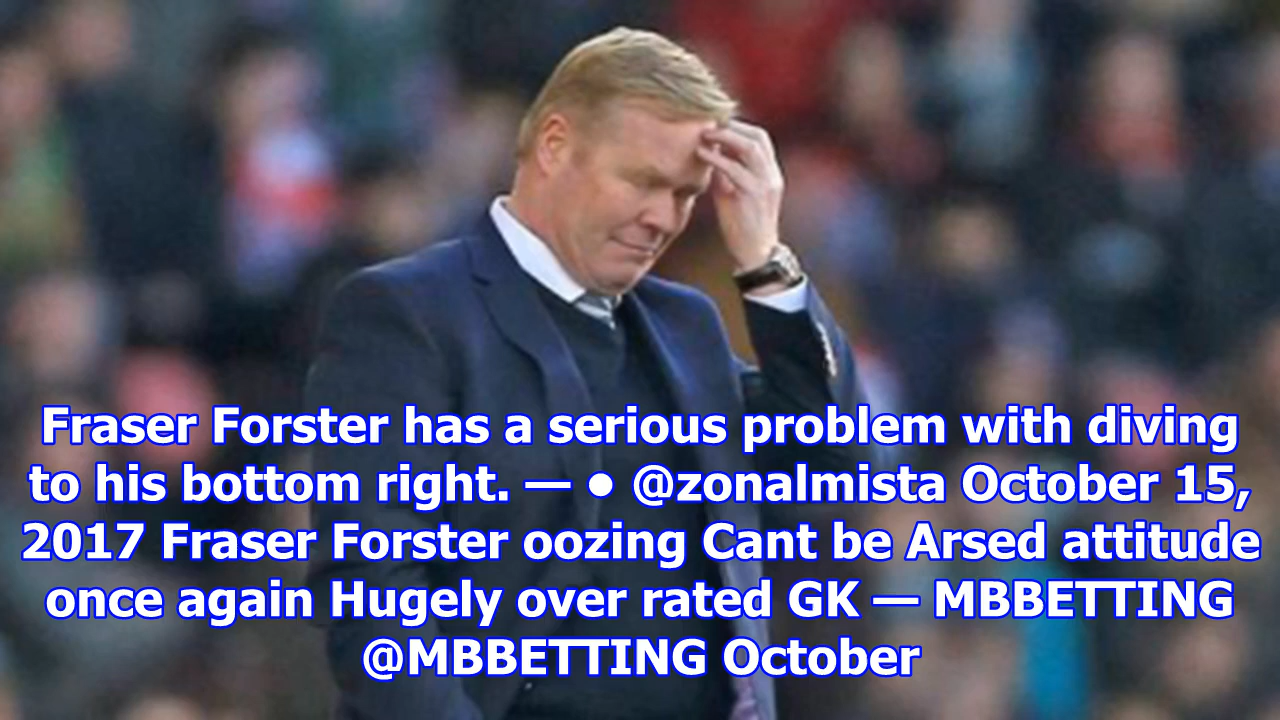 Fraser Forster has a serious problem with diving
to his bottom right. — ● @zonalmista October 15,
2017 Fraser Forster oozing Cant be Arsed attitude
once again Hugely over rated GK — MBBETTING
@MBBETTING October